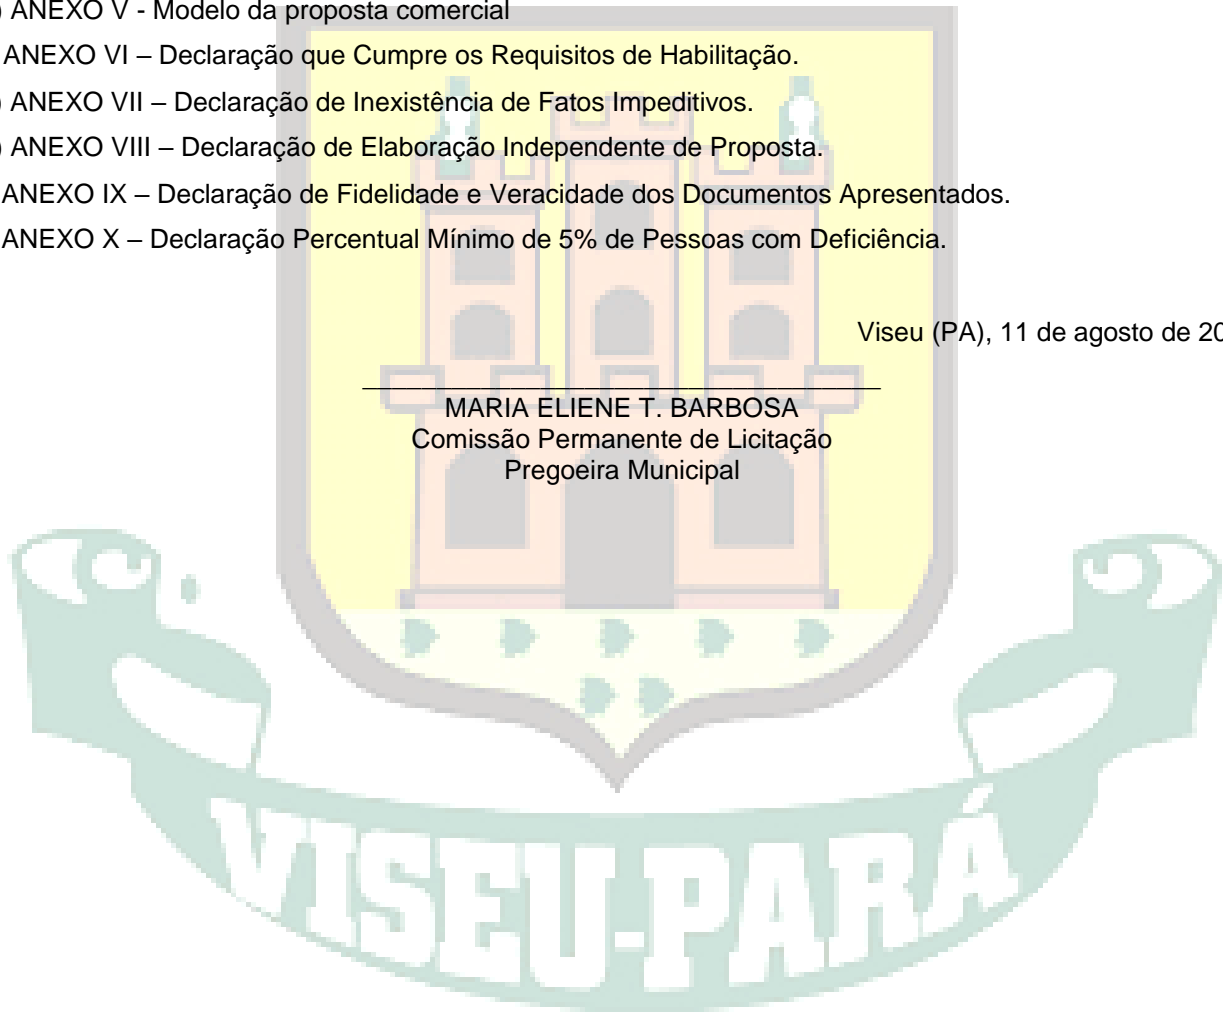 ) ANEXO V - Modelo da proposta comercial
ANEXO VI – Declaração que Cumpre os Requisitos de Habilitação.
) ANEXO VII – Declaração de Inexistência de Fatos Impeditivos.
) ANEXO VIII – Declaração de Elaboração Independente de Proposta.
ANEXO IX – Declaração de Fidelidade e Veracidade dos Documentos Apresentados.
ANEXO X – Declaração Percentual Mínimo de 5% de Pessoas com Deficiência.
Viseu (PA), 11 de agosto de 20
MARIA ELIENE T. BARBOSA
Comissão Permanente de Licitação
Pregoeira Municipal
VISEU-PARÁ